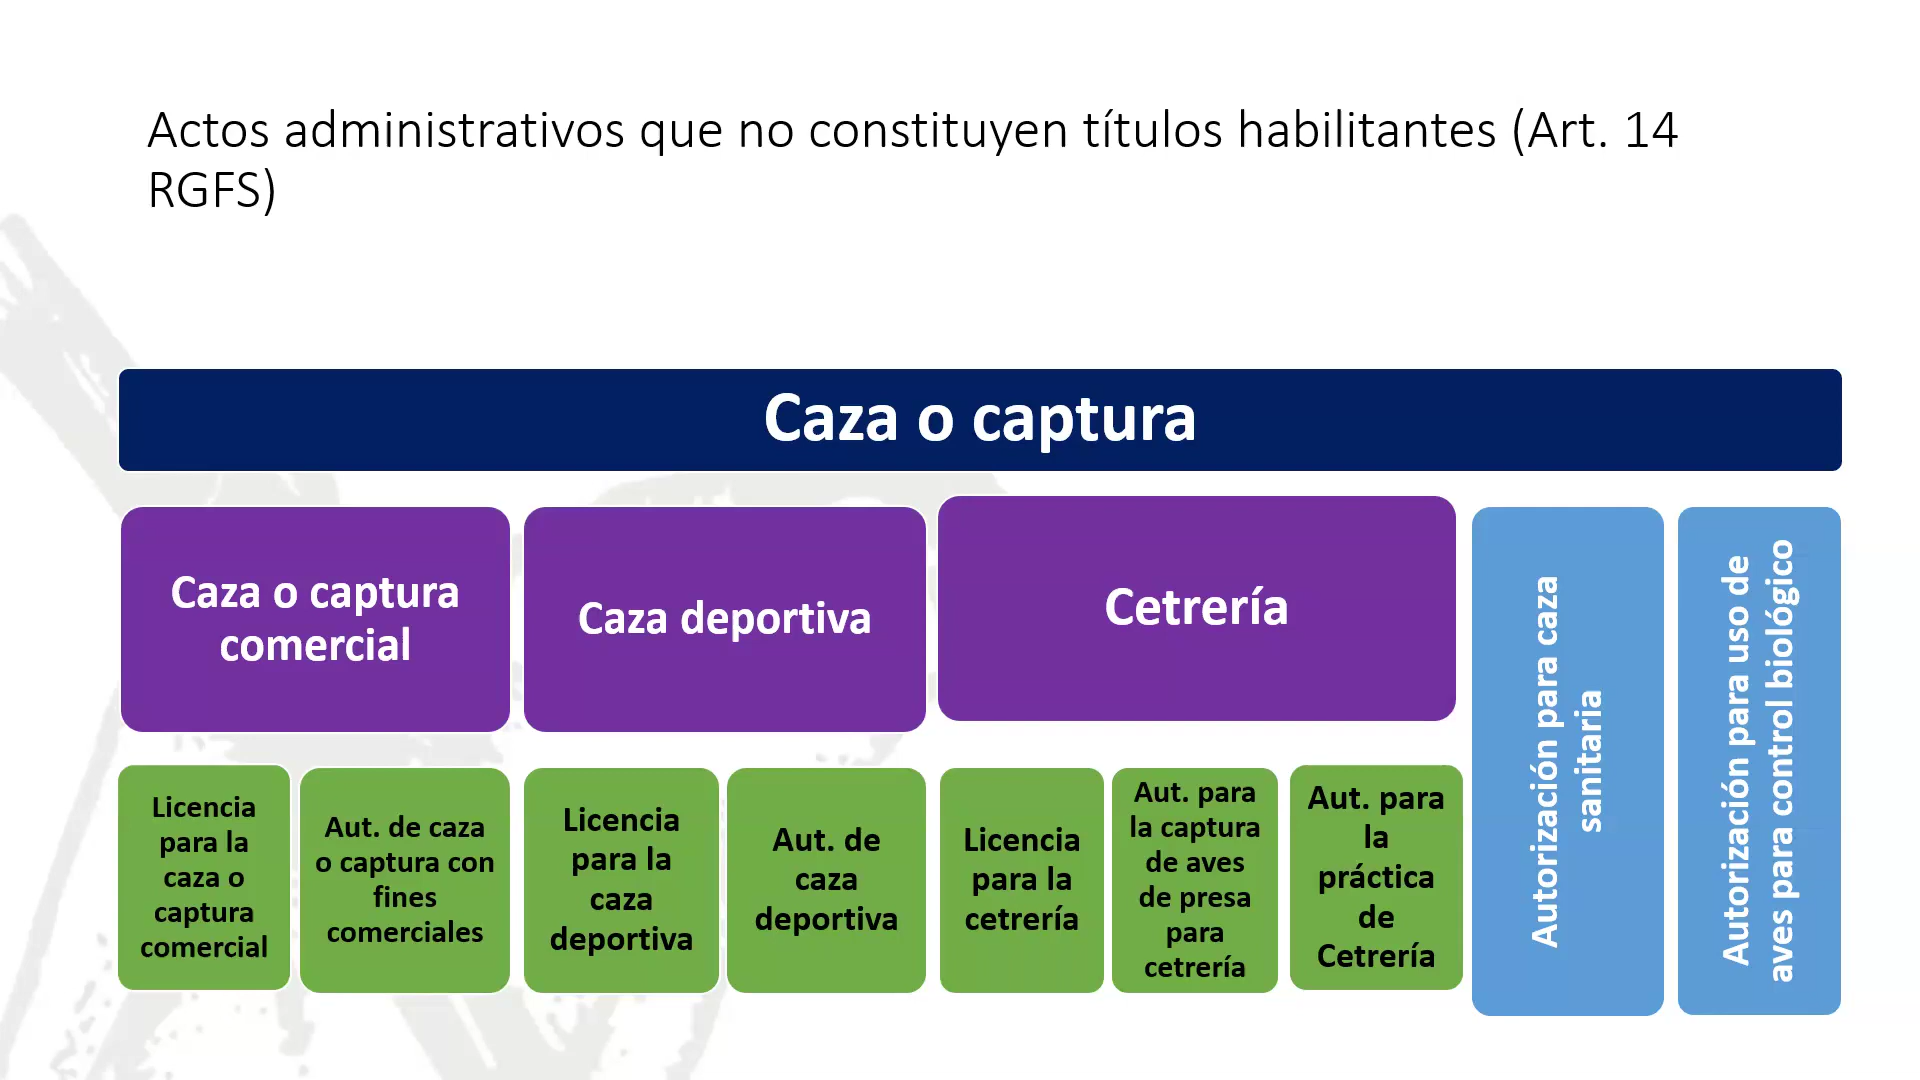 Actos administrativos que no constituyen títulos habilitantes (Art. 14
RGFS)
Caza o captura
Caza o captura
comercial
Caza deportiva
Cetrería
Licencia
para la
caza o
captura
comercial
Aut. de caza
o captura con
fines
comerciales
Licencia
para la
caza
deportiva
Aut. de
caza
deportiva
Licencia
para la
cetrería
Aut. para
la captura
de aves
de presa
para
cetrería
Aut. para
la
práctica
de
Cetrería
Autorización para caza
sanitaria
Autorización para uso de
aves para control biológico